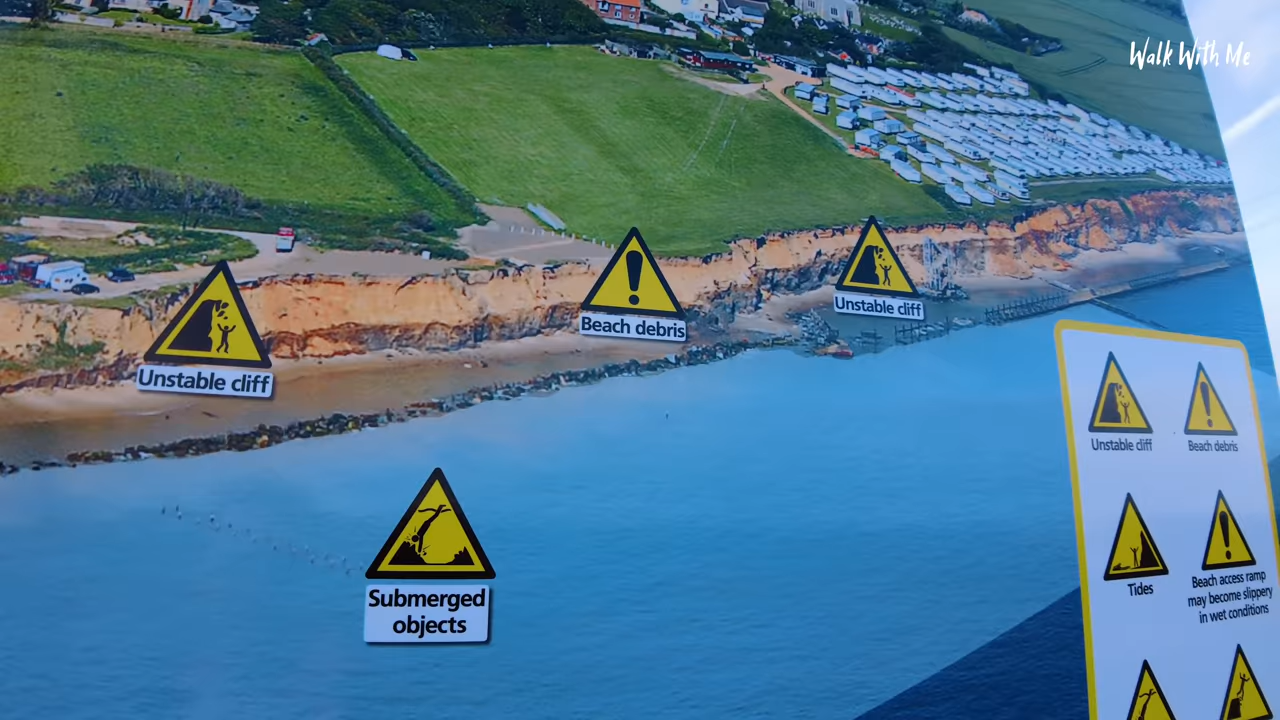 Walk With Me
Unstable cliff
Beach debris
Unstable cliff
Submerged
objects
Unstable cliff
Beach debris
Tides
Beach access ramp
may become slippery
in wet conditions